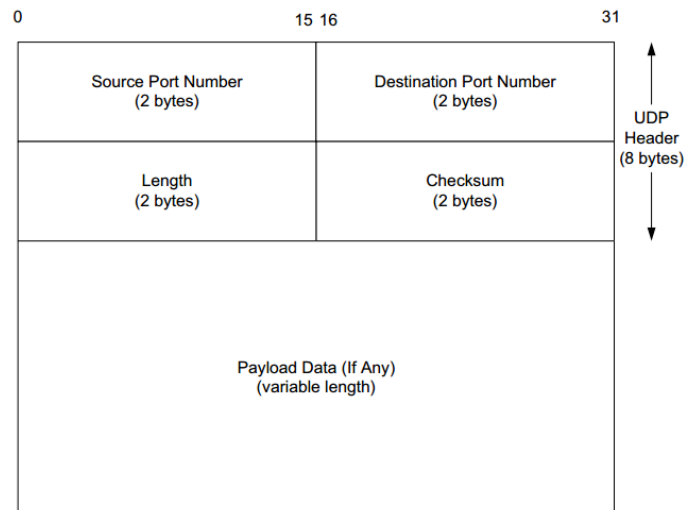 0 15 16 31
Source Port Number Destination Port Number
(2 bytes) (2 bytes)
UDP
Header
(8 bytes)
Length Checksum
(2 bytes) (2 bytes)
Payload Data (If Any)
(variable length)